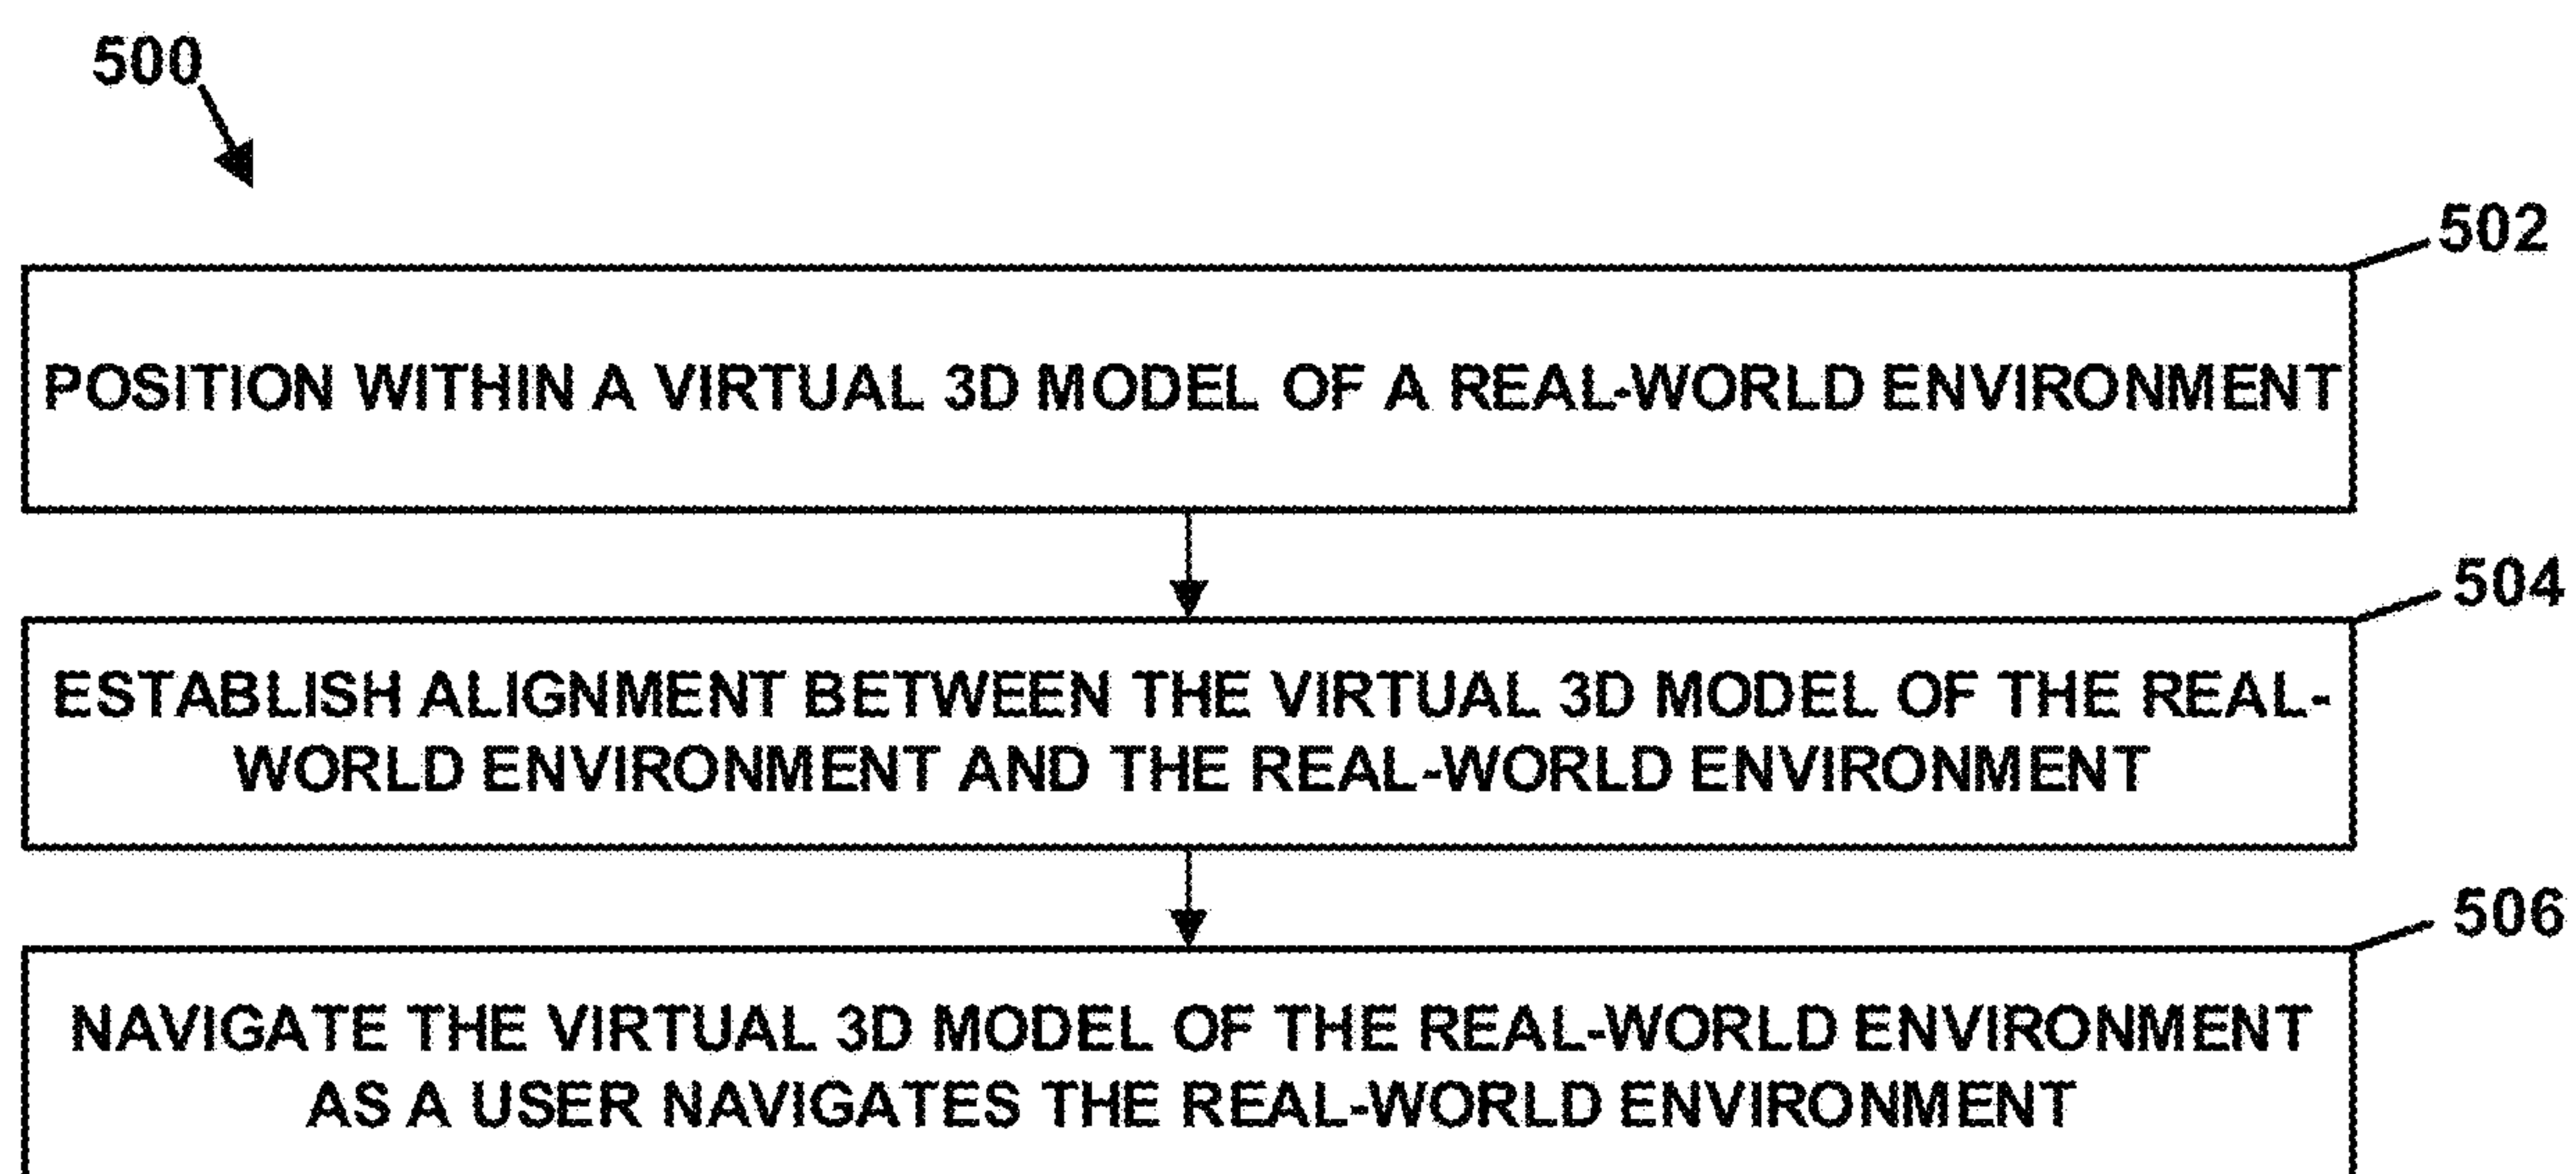 500
502
POSITION WITHIN A VIRTUAL 3D MODEL OF A REAL-WORLD ENVIRONMENT
504
ESTABLISH ALIGNMENT BETWEEN THE VIRTUAL 3D MODEL OF THE REAL-
WORLD ENVIRONMENT AND THE REAL-WORLD ENVIRONMENT
506
NAVIGATE THE VIRTUAL 3D MODEL OF THE REAL-WORLD ENVIRONMENT
AS A USER NAVIGATES THE REAL-WORLD ENVIRONMENT